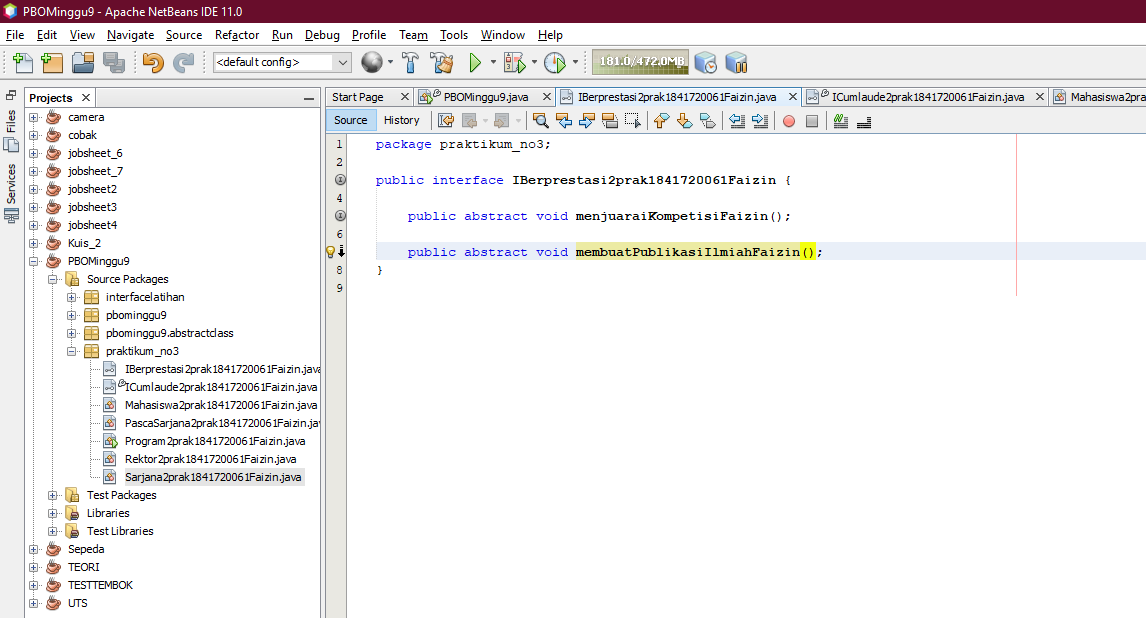 PBOMinggu9 - Apache NetBeans IDE 11.0
File Edit View Navigate Source Refactor Run Debug Profile Team Tools Window Help
<default config> 181.0/472.0MB
Files
Services
Projects
camera
cobak
jobsheet_6
jobsheet_7
jobsheet2
jobsheet3
jobsheet4
Kuis_2
PBOMinggu9
Source Packages
interfacelatihan
pbominggu9
pbominggu9.abstractclass
praktikum_no3
IBerprestasi2prak1841720061Faizin.java
ICumlaude2prak1841720061Faizin.java
Mahasiswa2prak1841720061Faizin.java
PascaSarjana2prak1841720061Faizin.jav
Program2prak1841720061Faizin.java
Rektor2prak1841720061Faizin.java
Sarjana2prak1841720061Faizin.java
Test Packages
Libraries
Test Libraries
Sepeda
TEORI
TESTTEMBOK
UTS
Start Page PBOMinggu9.java IBerprestasi2prak1841720061Faizin.java ICumlaude2prak1841720061Faizin.java Mahasiswa2pra
Source History
1 package praktikum_no3;
2
public interface IBerprestasi2prak1841720061Faizin {
4
public abstract void menjuaraiKompetisiFaizin();
6
public abstract void membuatPublikasiIlmiahFaizin();
8 }
9